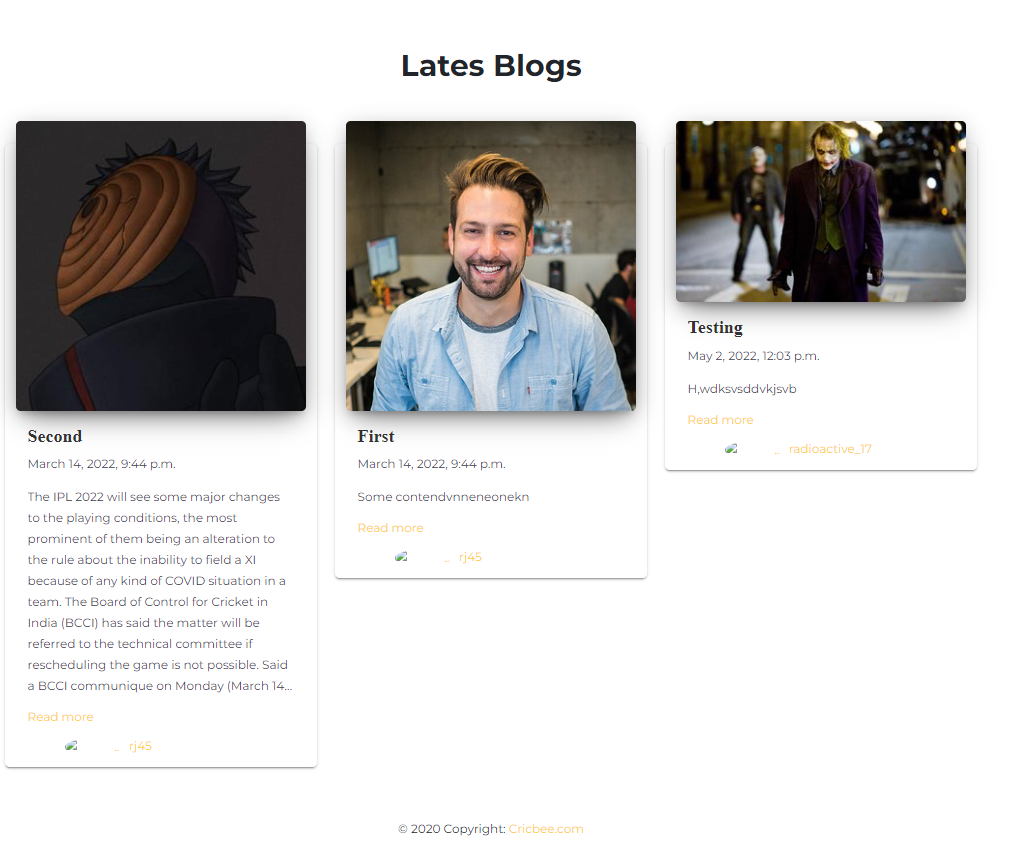 Lates Blogs
Second
March 14, 2022, 9:44 p.m.
The IPL 2022 will see some major changes
to the playing conditions, the most
prominent of them being an alteration to
the rule about the inability to field a XI
because of any kind of COVID situation in a
team. The Board of Control for Cricket in
India (BCCI) has said the matter will be
referred to the technical committee if
rescheduling the game is not possible. Said
a BCCI communique on Monday (March 14...
Read more
rj45
First
March 14, 2022, 9:44 p.m.
Some contendvnneneonekn
Read more
rj45
Testing
May 2, 2022, 12:03 p.m.
H,wdksvsddvkjsvb
Read more
radioactive_17
© 2020 Copyright: Cricbee.com